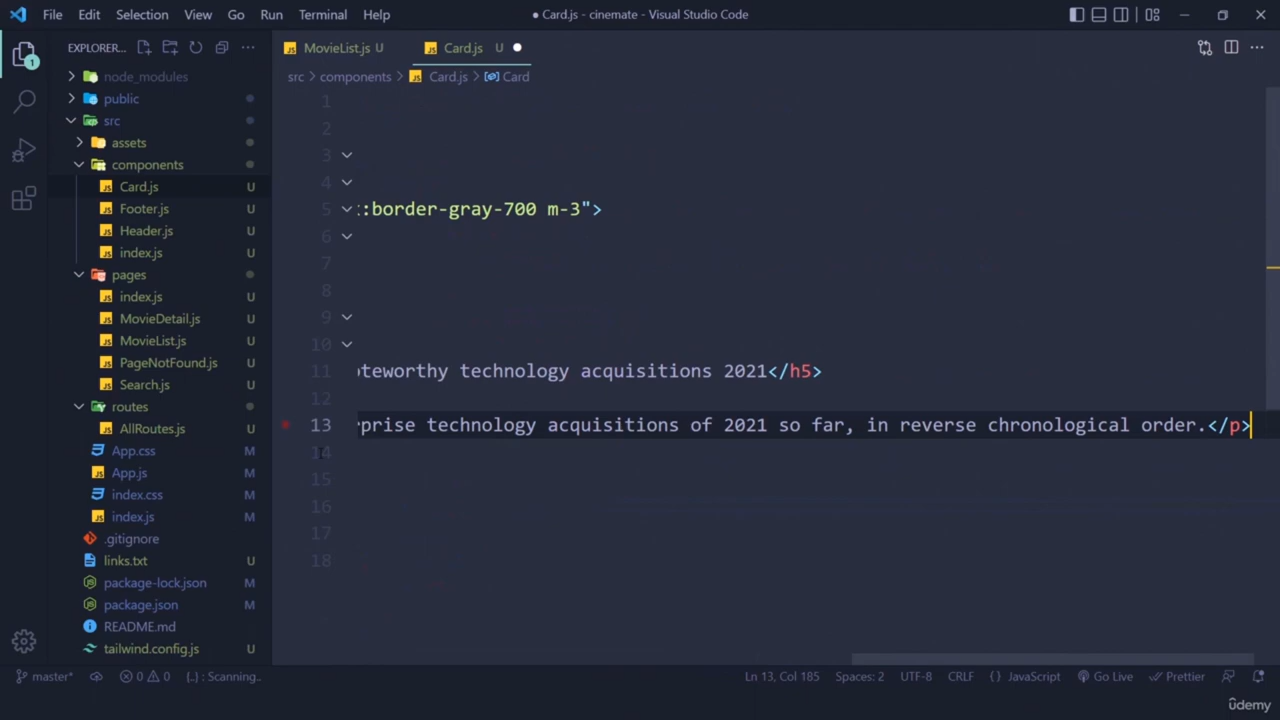 File Edit Selection View Go Run Terminal Help
● Card.js - cinemate - Visual Studio Code
EXPLORER...
MovieList.js U
Card.js U
src > components > Card.js > Card
node_modules
public
src
assets
components
Card.js U
Footer.js U
Header.js U
index.js U
pages
index.js U
MovieDetail.js U
MovieList.js U
PageNotFound.js U
Search.js U
routes
AllRoutes.js U
App.css M
App.js M
index.css M
index.js M
.gitignore
links.txt U
package-lock.json M
package.json M
README.md
tailwind.config.js U
1
1
2
3
4
5 :border-gray-700 m-3">
6
7
8
9
10
11 oteworthy technology acquisitions 2021</h5>
12
13 rprise technology acquisitions of 2021 so far, in reverse chronological order.</p>
14
15
16
17
18
master* 0 0 {..} : Scanning..
Ln 13, Col 185 Spaces: 2 UTF-8 CRLF {} JavaScript Go Live Prettier
ûdemy